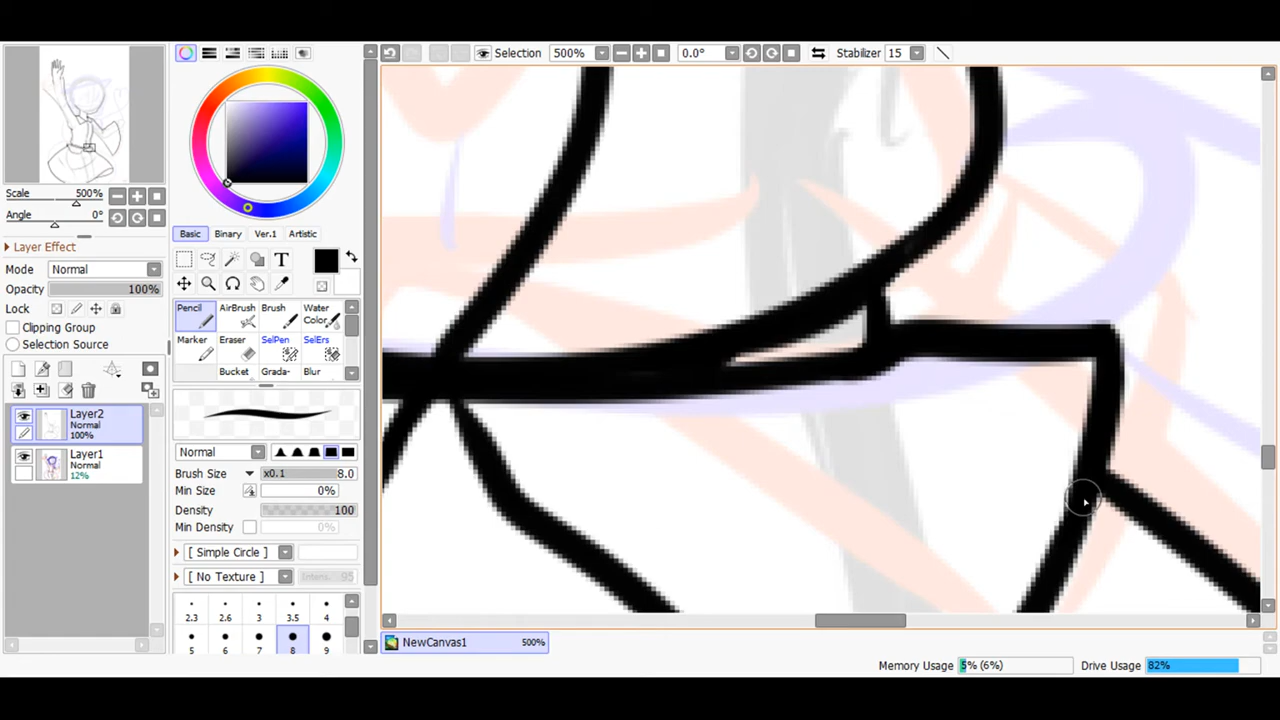 Selection 500% 0.0° Stabilizer 15
Scale 500%
Angle 0°
Layer Effect
Mode Normal
Opacity 100%
Lock
Clipping Group
Selection Source
Layer2
Normal
100%
Layer1
Normal
12%
Basic Binary Ver.1 Artistic
T
Pencil AirBrush Brush Water Color
Marker Eraser SelPen SelErs
Bucket Grada- Blur
Normal
Brush Size x0.1 8.0
Min Size 0%
Density 100
Min Density 0%
[ Simple Circle ]
[ No Texture ] Intens. 95
2.3 2.6 3 3.5 4
5 6 7 8 9
NewCanvas1 500%
Memory Usage 5% (6%) Drive Usage 82%